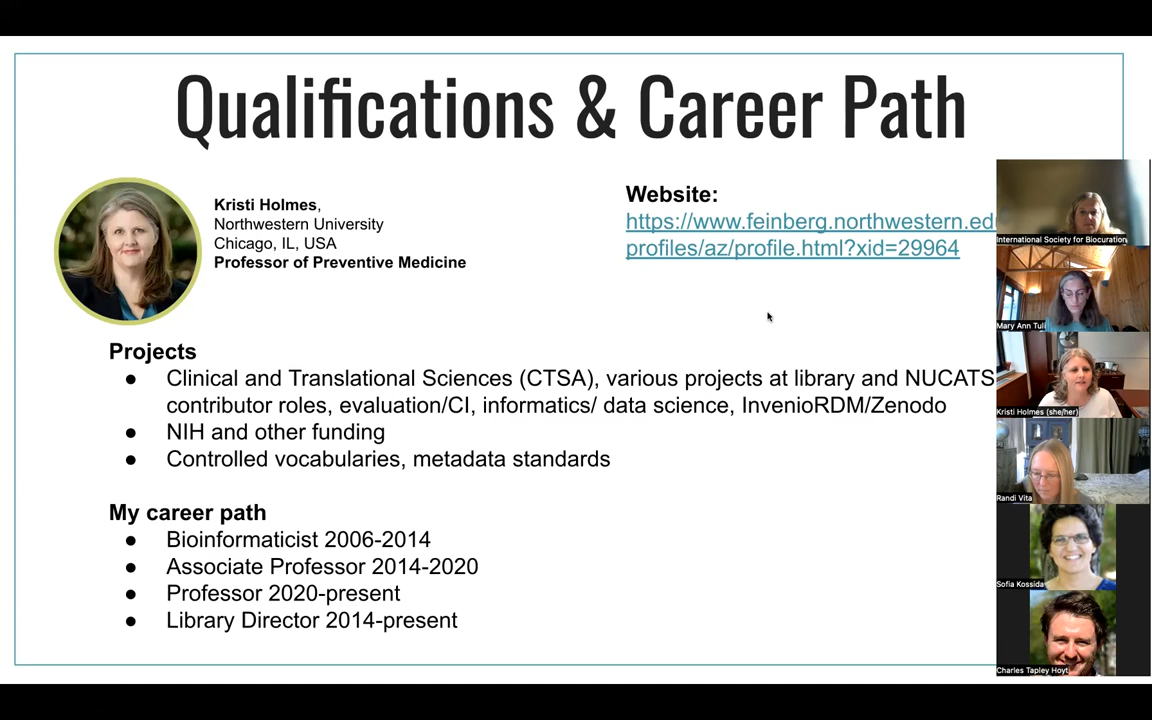 Qualifications & Career Path
Kristi Holmes,
Northwestern University
Chicago, IL, USA
Professor of Preventive Medicine
Website:
https://www.feinberg.northwestern.edu
profiles/az/profile.html?xid=29964
Projects
● Clinical and Translational Sciences (CTSA), various projects at library and NUCATS
contributor roles, evaluation/CI, informatics/ data science, InvenioRDM/Zenodo
● NIH and other funding
● Controlled vocabularies, metadata standards
My career path
● Bioinformaticist 2006-2014
● Associate Professor 2014-2020
● Professor 2020-present
● Library Director 2014-present
International Society for Biocuration
Mary Ann Tuli
Kristi Holmes (she/her)
Randi Vita
Sofia Kossida
Charles Tapley Hoyt